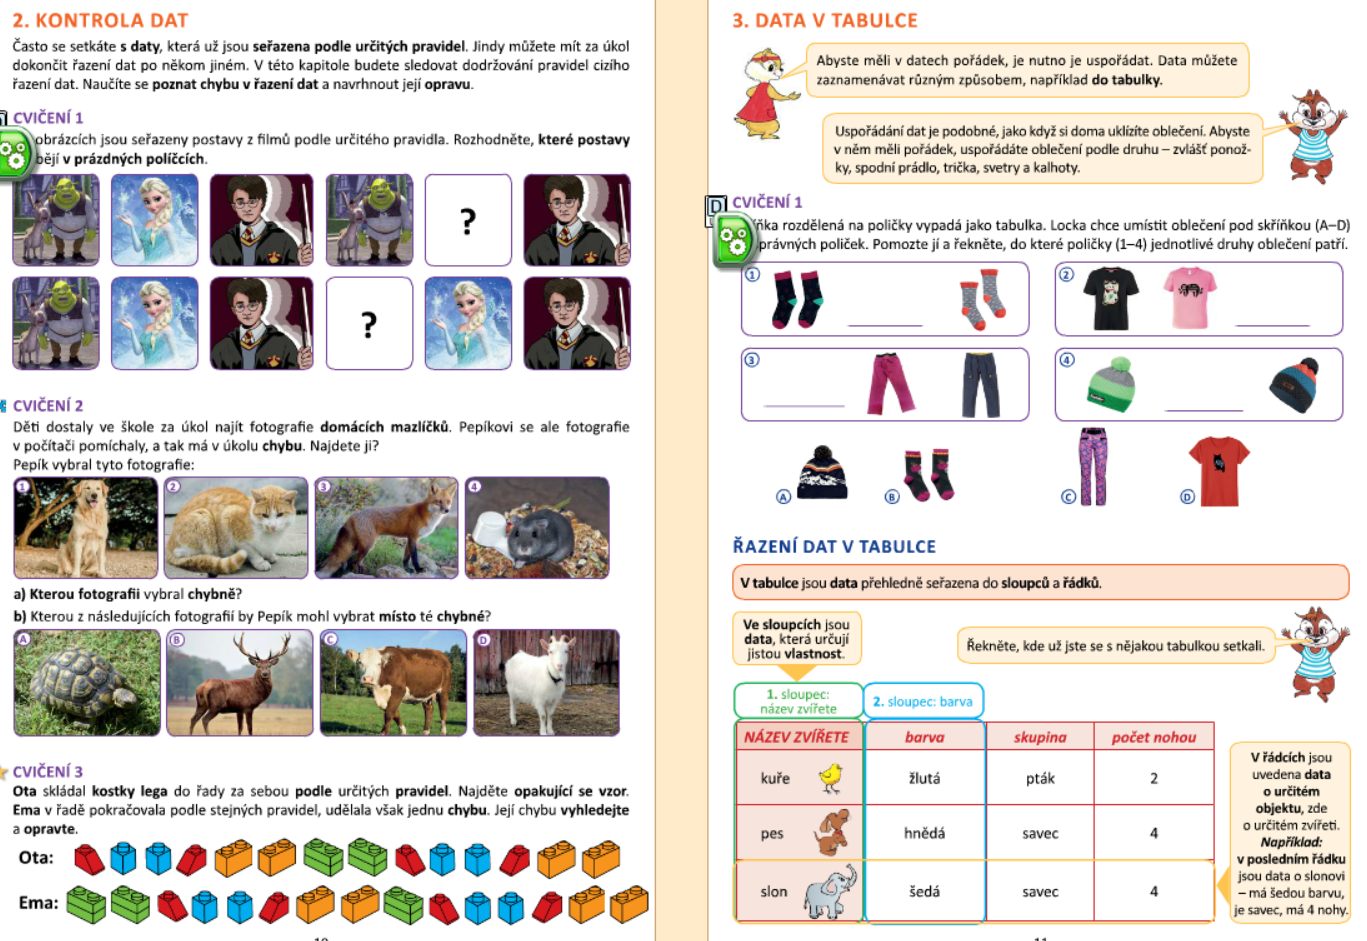 2. KONTROLA DAT
Často se setkáte s daty, která už jsou seřazena podle určitých pravidel. Jindy můžete mít za úkol
dokončit řazení dat po někom jiném. V této kapitole budete sledovat dodržování pravidel cizího
řazení dat. Naučíte se poznat chybu v řazení dat a navrhnout její opravu.
CVIČENÍ 1
obrázcích jsou seřazeny postavy z filmů podle určitého pravidla. Rozhodněte, které postavy
bějí v prázdných políčcích.
?
?
CVIČENÍ 2
Děti dostaly ve škole za úkol najít fotografie domácích mazlíčků. Pepíkovi se ale fotografie
v počítači pomíchaly, a tak má v úkolu chybu. Najdete ji?
Pepík vybral tyto fotografie:
1 2 3 4
a) Kterou fotografii vybral chybně?
b) Kterou z následujících fotografií by Pepík mohl vybrat místo té chybné?
A B C D
CVIČENÍ 3
Ota skládal kostky lega do řady za sebou podle určitých pravidel. Najděte opakující se vzor.
Ema v řadě pokračovala podle stejných pravidel, udělala však jednu chybu. Její chybu vyhledejte
a opravte.
Ota:
Ema:
3. DATA V TABULCE
Abyste měli v datech pořádek, je nutno je uspořádat. Data můžete
zaznamenávat různým způsobem, například do tabulky.
Uspořádání dat je podobné, jako když si doma uklízíte oblečení. Abyste
v něm měli pořádek, uspořádáte oblečení podle druhu – zvlášť ponož-
ky, spodní prádlo, trička, svetry a kalhoty.
D
CVIČENÍ 1
ňka rozdělená na poličky vypadá jako tabulka. Locka chce umístit oblečení pod skříňkou (A–D)
právných poliček. Pomozte jí a řekněte, do které poličky (1–4) jednotlivé druhy oblečení patří.
1 2
3 4
A B C D
ŘAZENÍ DAT V TABULCE
V tabulce jsou data přehledně seřazena do sloupců a řádků.
Ve sloupcích jsou
data, která určují
jistou vlastnost.
Řekněte, kde už jste se s nějakou tabulkou setkali.
1. sloupec:
název zvířete
2. sloupec: barva
NÁZEV ZVÍŘETE barva skupina počet nohou
kuře žlutá pták 2
pes hnědá savec 4
slon šedá savec 4
V řádcích jsou
uvedena data
o určitém
objektu, zde
o určitém zvířeti.
Například:
v posledním řádku
jsou data o slonovi
– má šedou barvu,
je savec, má 4 nohy.